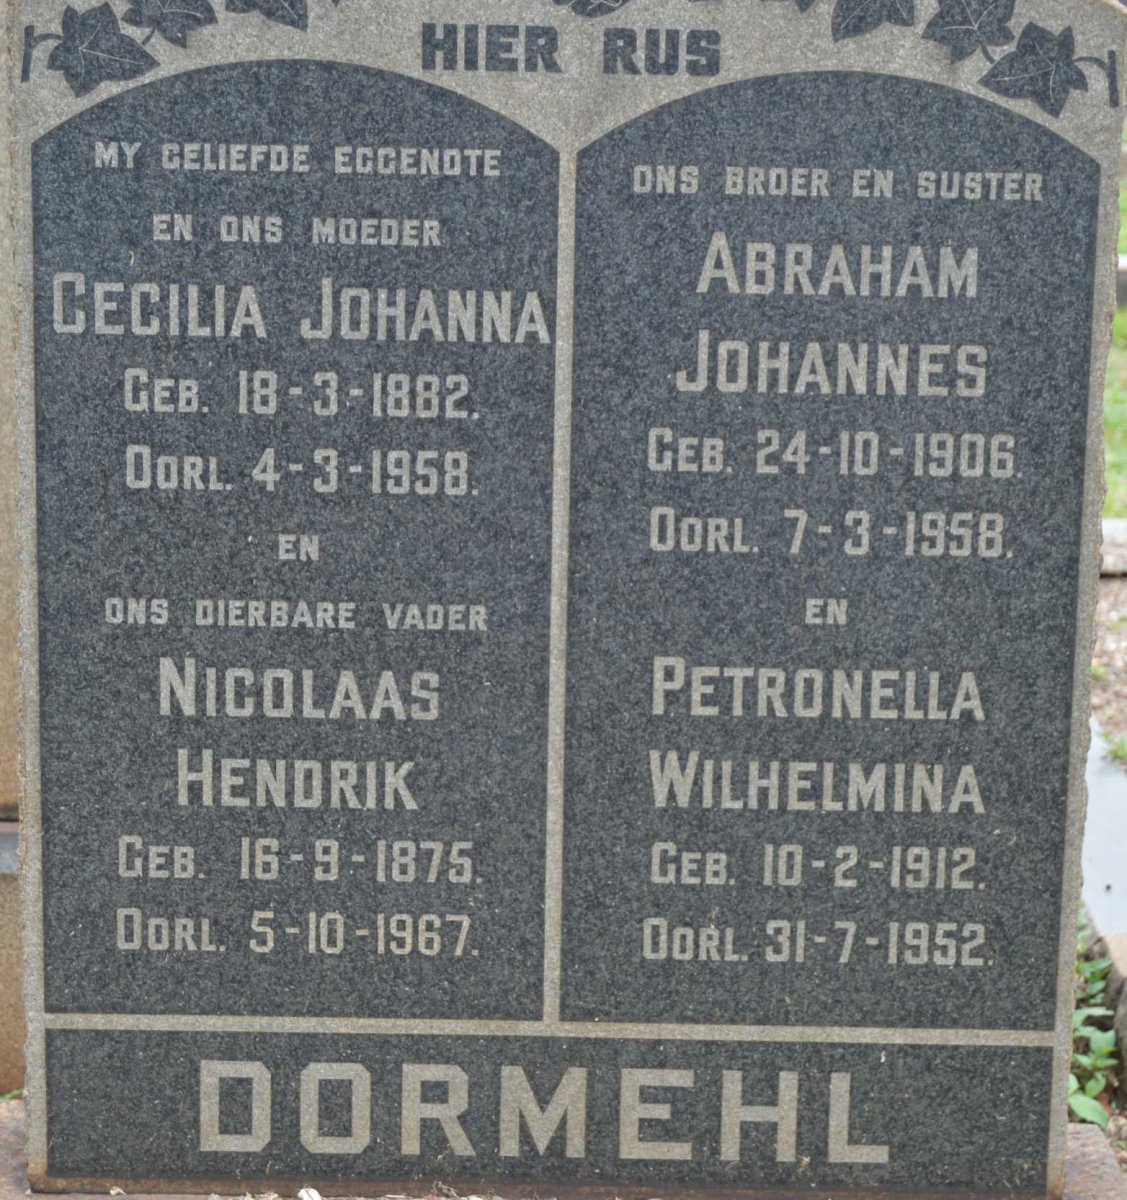 HIER RUS
MY GELIEFDE EGGENOTE
EN ONS MOEDER
CECILIA JOHANNA
GEB. 18-3-1882.
OORL. 4-3-1958.
EN
ONS DIERBARE VADER
NICOLAAS
HENDRIK
GEB. 16-9-1875.
OORL. 5-10-1967.
ONS BROER EN SUSTER
ABRAHAM
JOHANNES
GEB. 24-10-1906.
OORL. 7-3-1958.
EN
PETRONELLA
WILHELMINA
GEB. 10-2-1912.
OORL. 31-7-1952.
DORMEHL